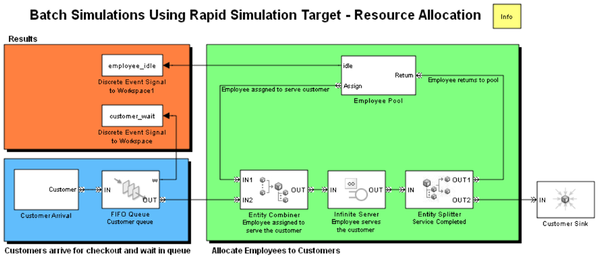 Batch Simulations Using Rapid Simulation Target - Resource Allocation
Info
Results
employee_idle
Discrete Event Signal
to Workspace1
customer_wait
Discrete Event Signal
to Workspace
idle
Assign
Return
Employee Pool
Employee assgned to serve customer
Employee returns to pool
Customer
Customer Arrival
IN
w
OUT
FIFO Queue
Customer queue
IN1
IN2
OUT
Entity Combiner
Employee assigned to
serve the customer
IN
OUT
Infinite Server
Employee serves
the customer
IN
OUT1
OUT2
Entity Splitter
Service Completed
IN
Customer Sink
Customers arrive for checkout and wait in queue
Allocate Employees to Customers